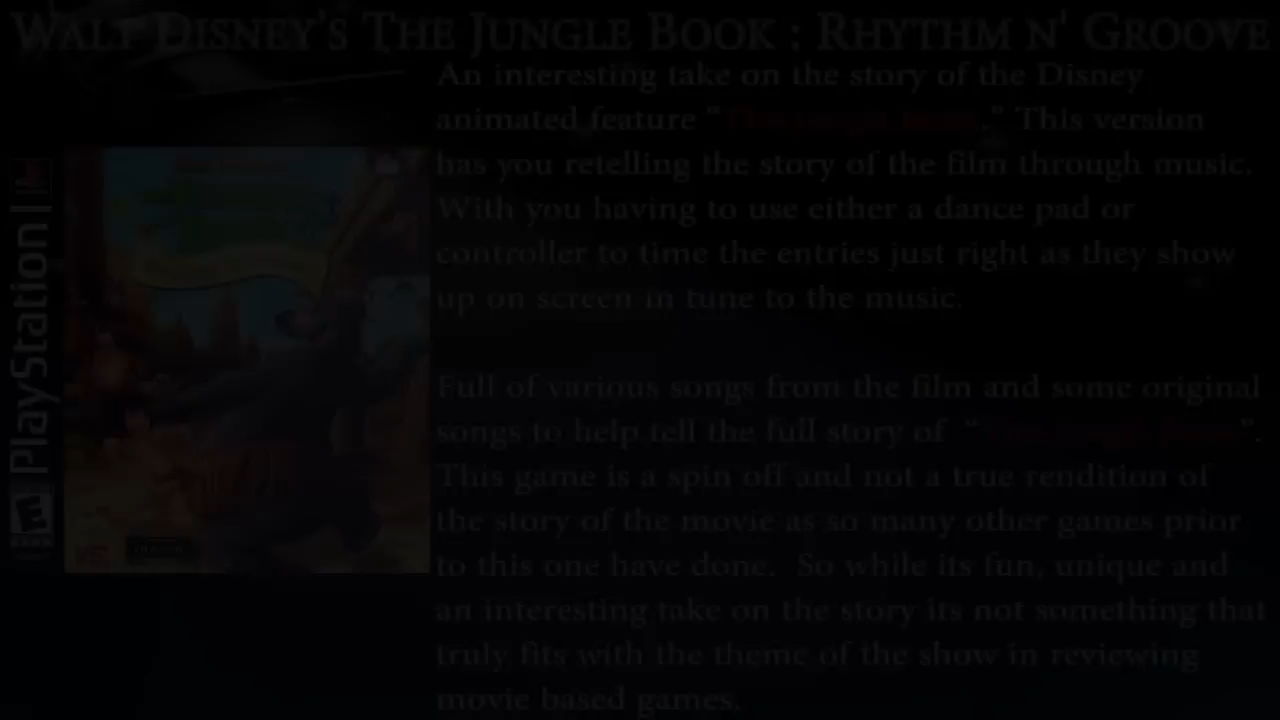 WALT DISNEY'S THE JUNGLE BOOK : RHYTHM N' GROOVE
An interesting take on the story of the Disney
animated feature "The Jungle Book." This version
has you retelling the story of the film through music.
With you having to use either a dance pad or
controller to time the entries just right as they show
up on screen in tune to the music.
Full of various songs from the film and some original
songs to help tell the full story of "The Jungle Book".
This game is a spin off and not a true rendition of
the story of the movie as so many other games prior
to this one have done. So while its fun, unique and
an interesting take on the story its not something that
truly fits with the theme of the show in reviewing
movie based games.
PlayStation
E